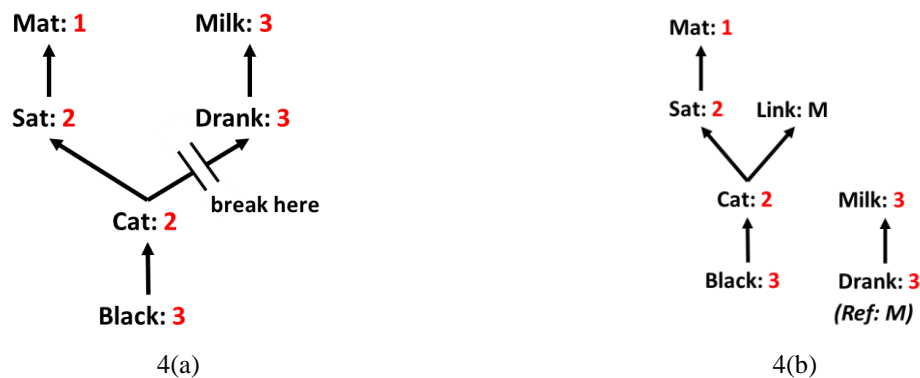 Mat: 1
Milk: 3
Sat: 2
Drank: 3
break here
Cat: 2
Black: 3
4(a)
Mat: 1
Sat: 2
Link: M
Cat: 2
Milk: 3
Black: 3
Drank: 3
(Ref: M)
4(b)